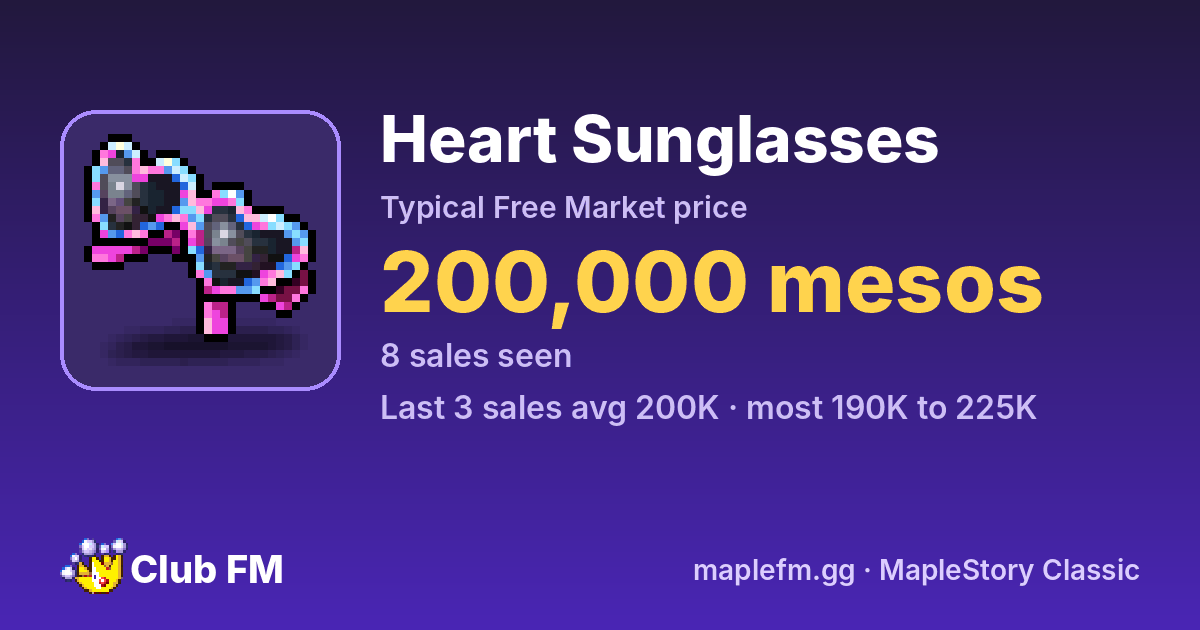 Heart Sunglasses
Typical Free Market price
200,000 mesos
8 sales seen
Last 3 sales avg 200K · most 190K to 225K
Club FM
maplefm.gg · MapleStory Classic